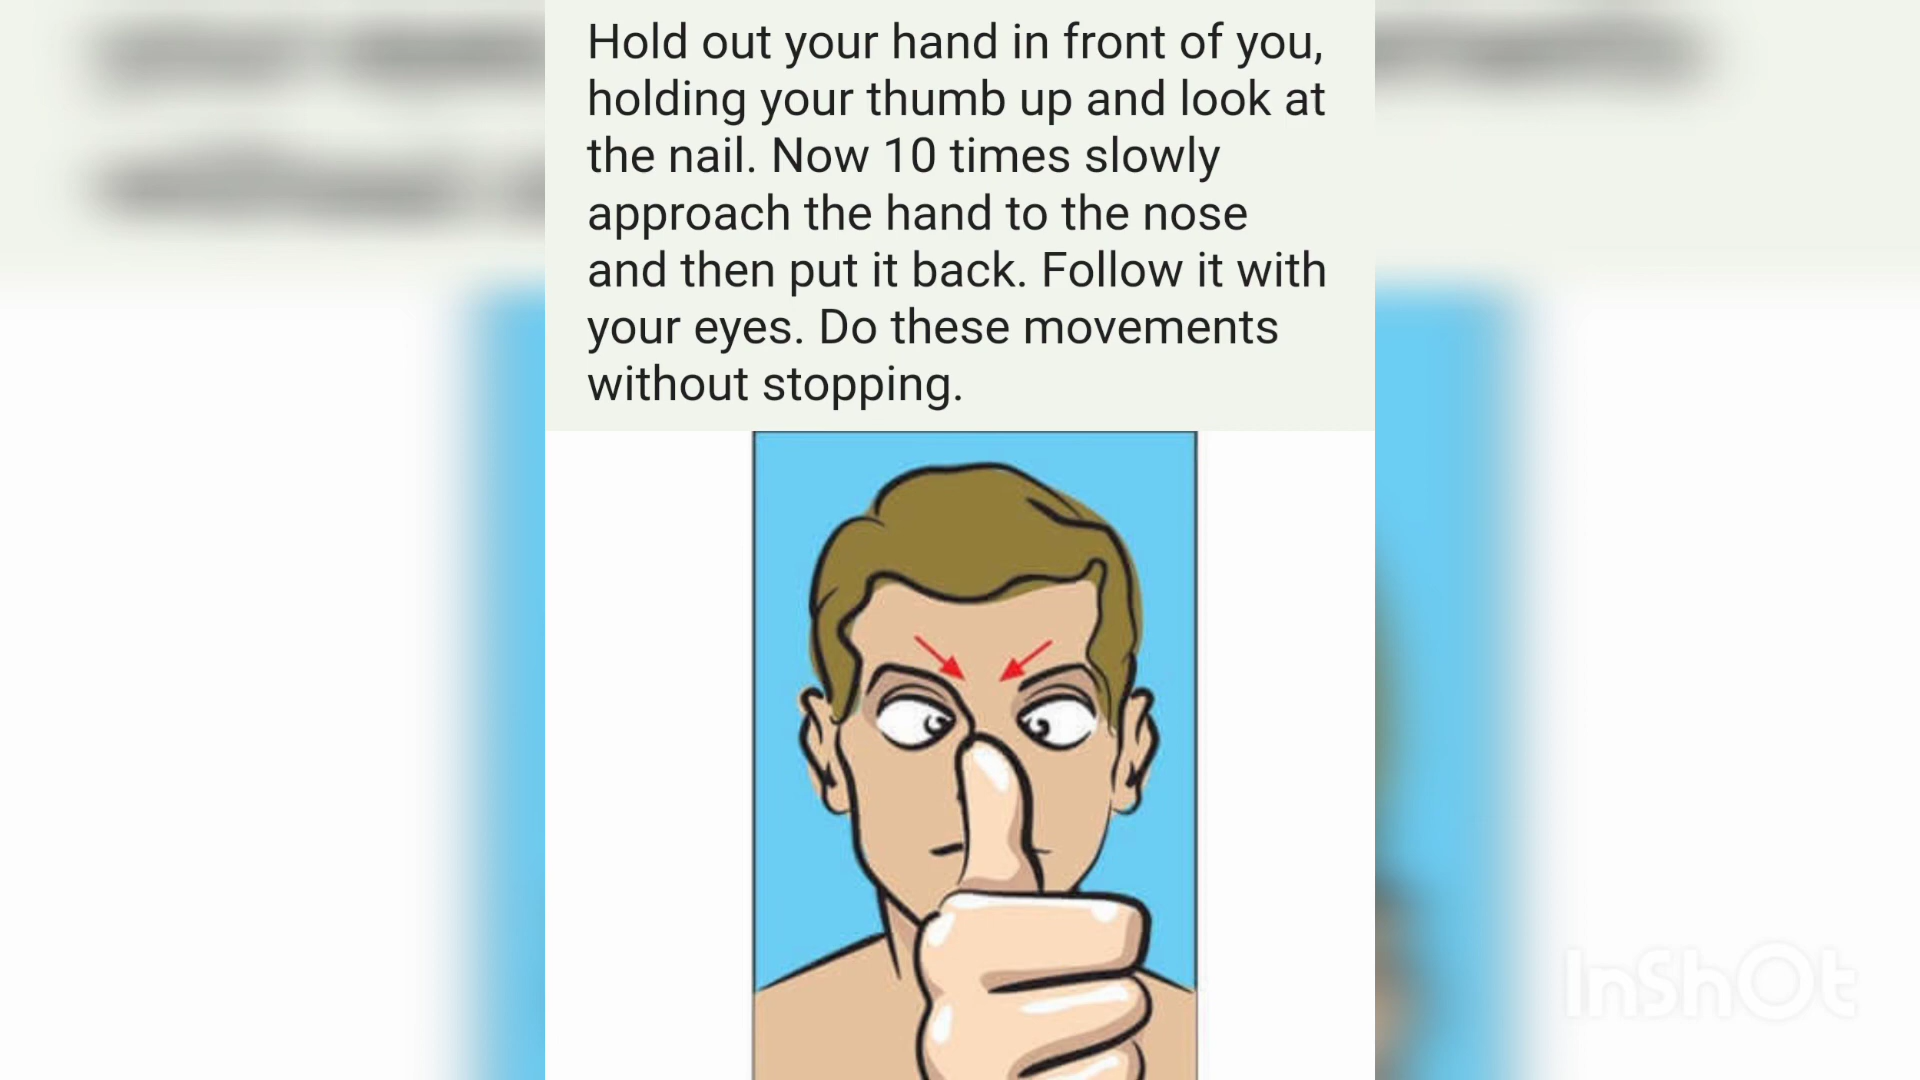 Hold out your hand in front of you,
holding your thumb up and look at
the nail. Now 10 times slowly
approach the hand to the nose
and then put it back. Follow it with
your eyes. Do these movements
without stopping.
InShOt